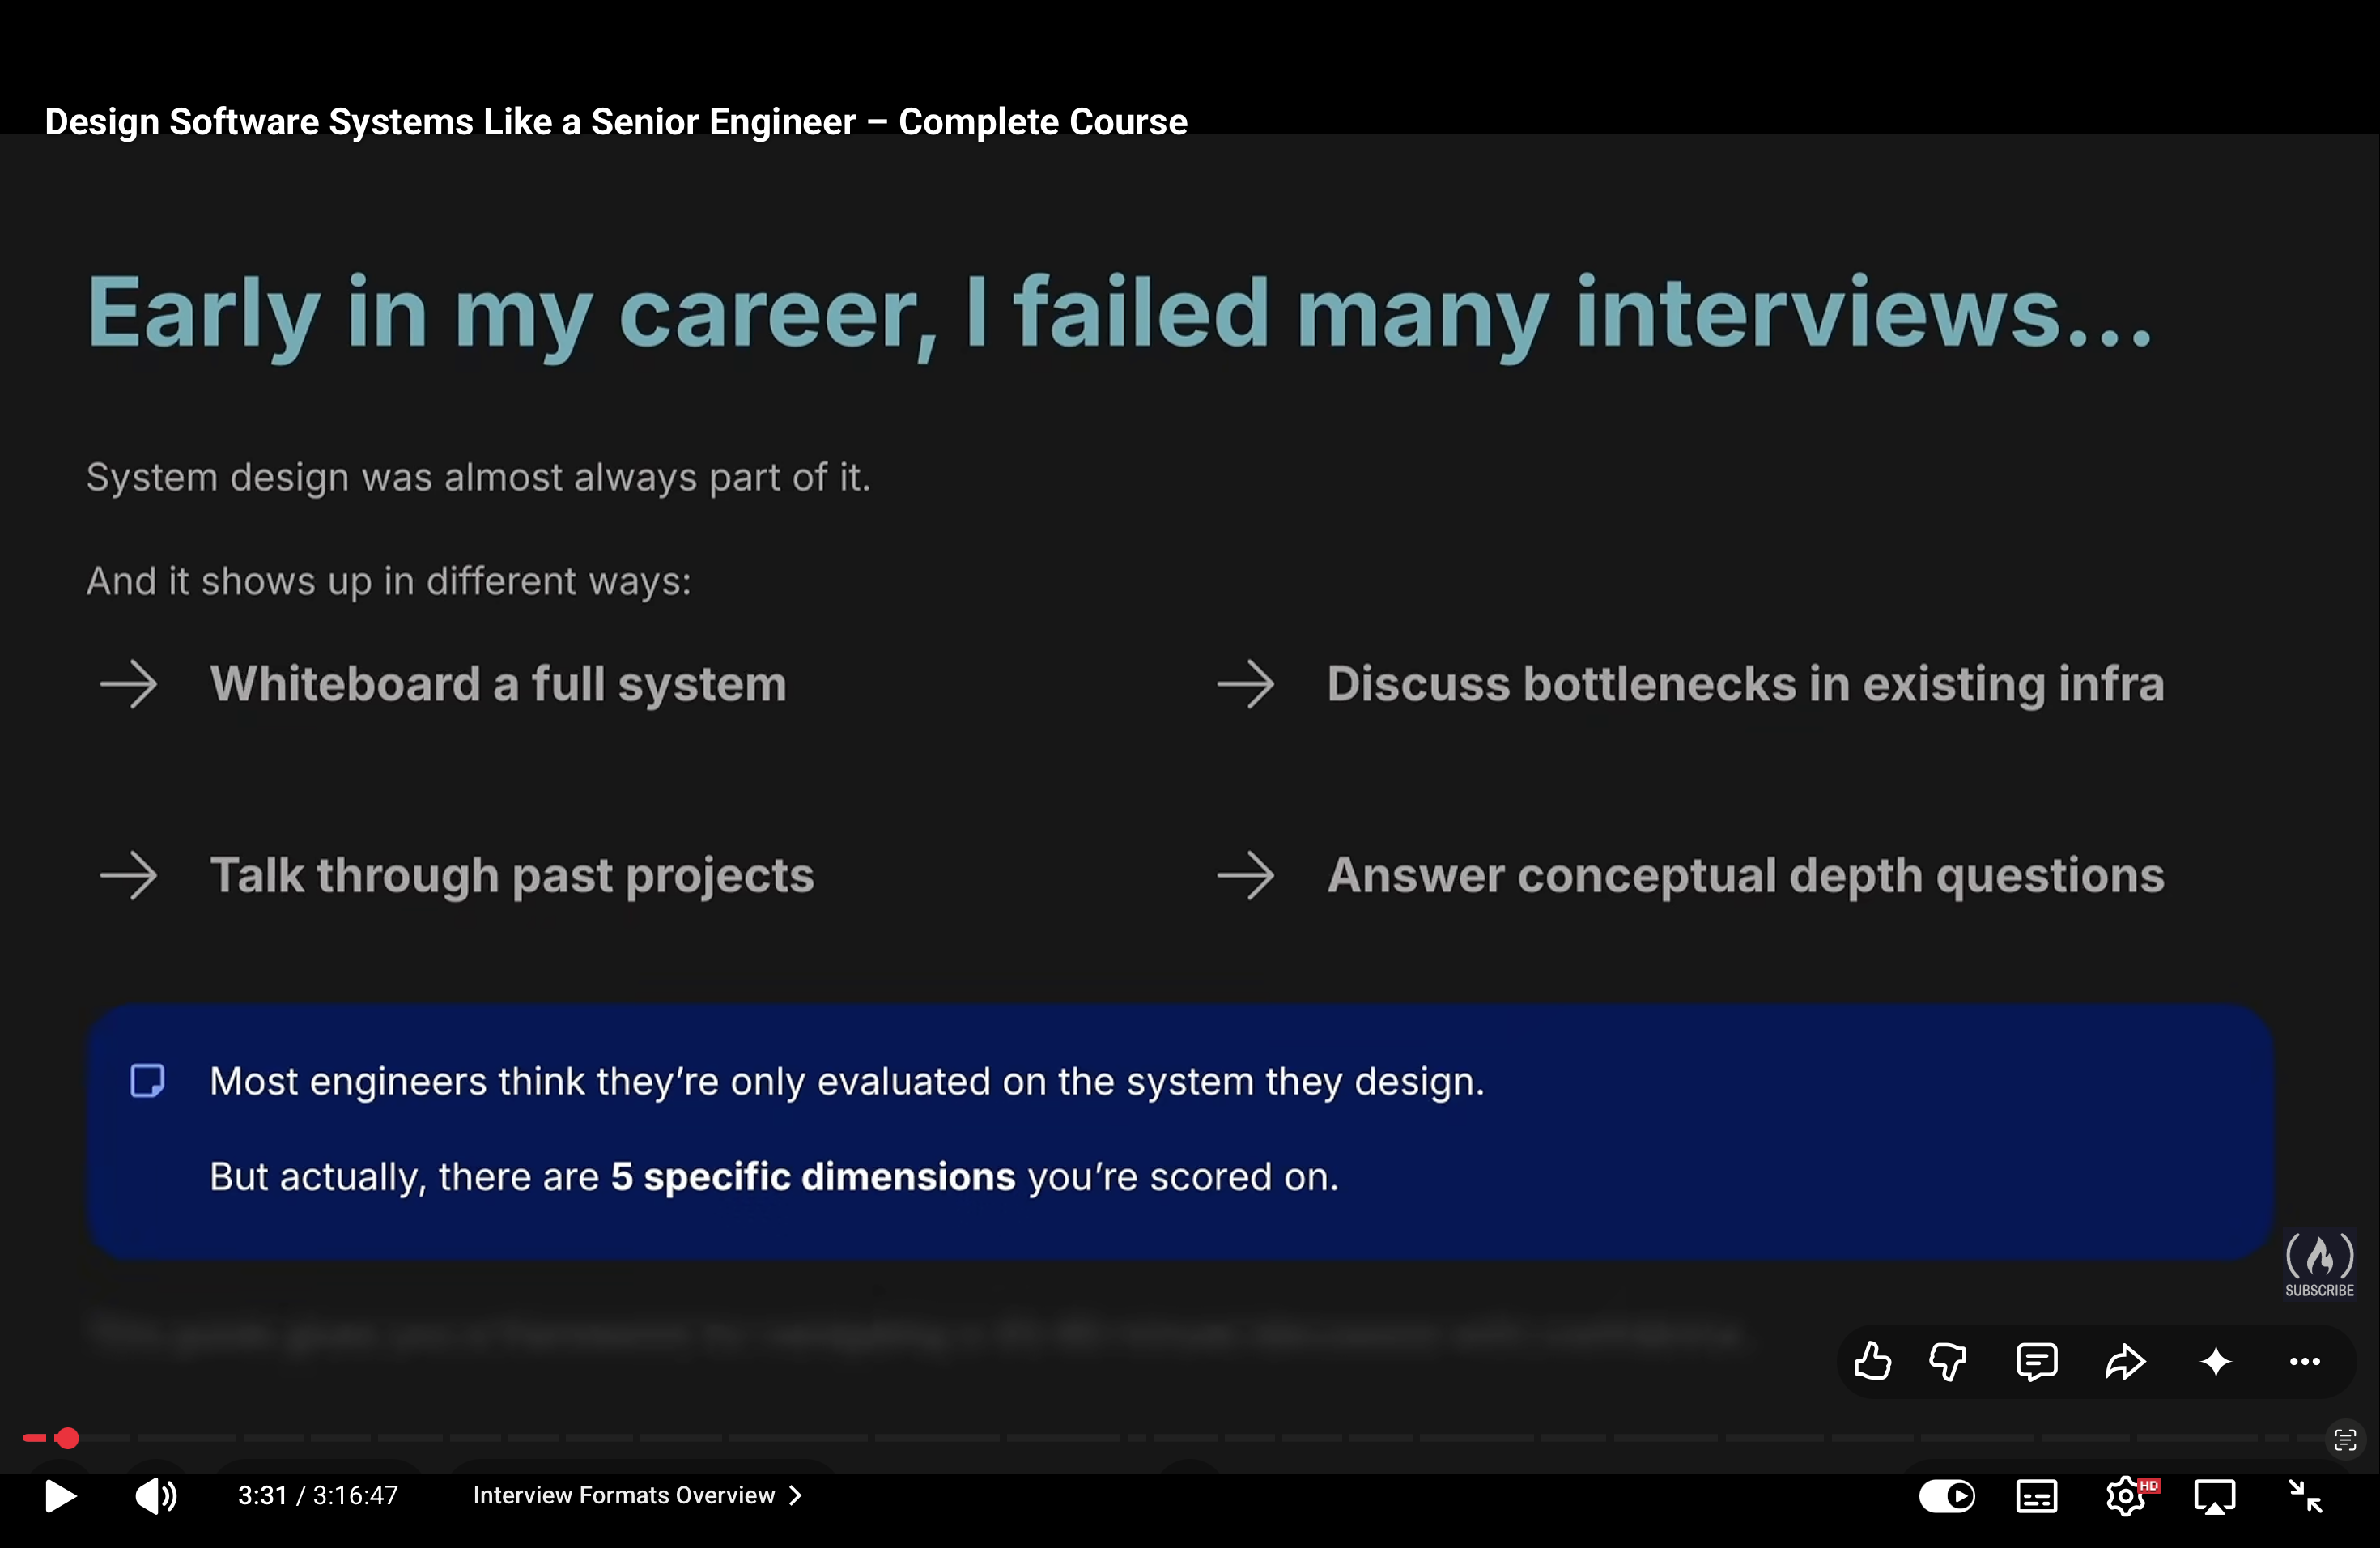 Design Software Systems Like a Senior Engineer – Complete Course
Early in my career, I failed many interviews...
System design was almost always part of it.
And it shows up in different ways:
Whiteboard a full system
Discuss bottlenecks in existing infra
Talk through past projects
Answer conceptual depth questions
Most engineers think they’re only evaluated on the system they design.
But actually, there are 5 specific dimensions you’re scored on.
SUBSCRIBE
3:31 / 3:16:47
Interview Formats Overview
HD